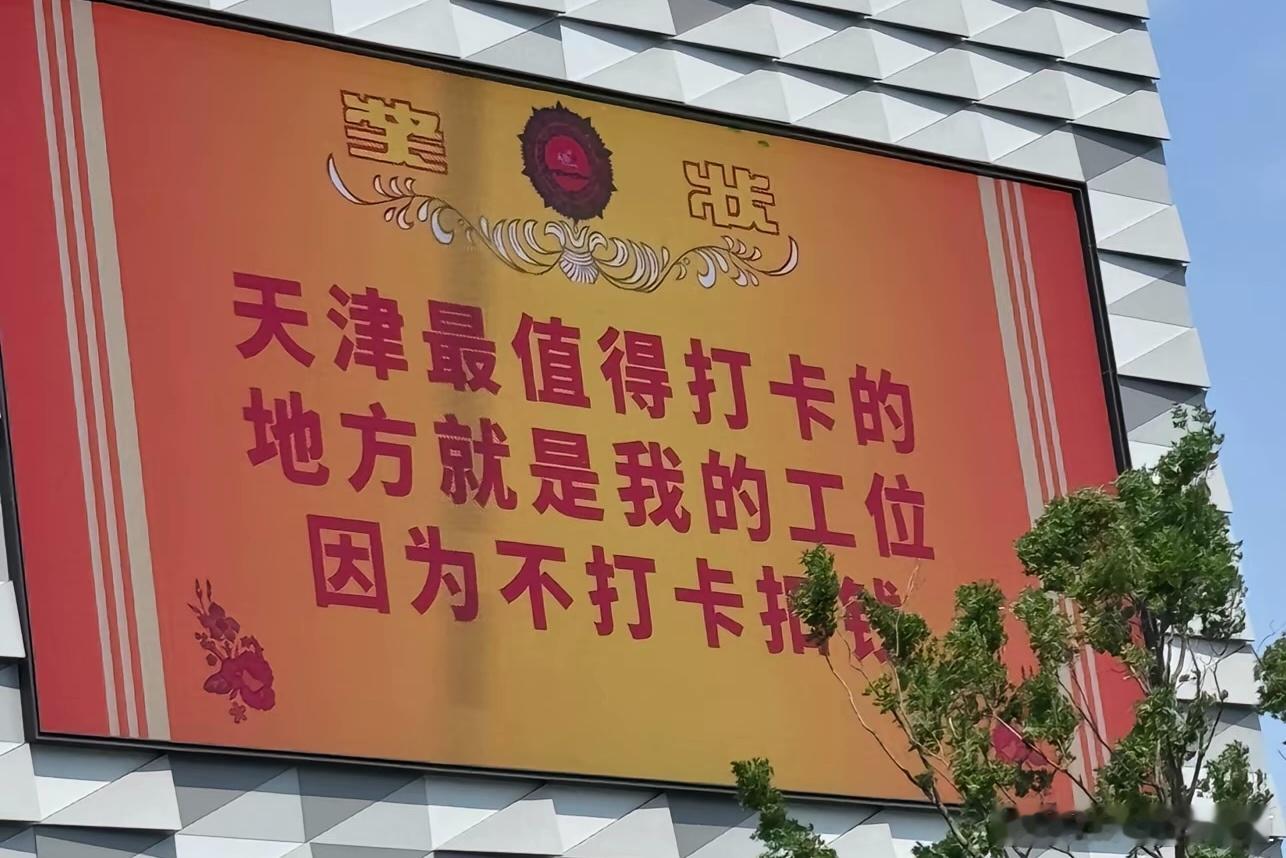 奖状
天津最值得打卡的
地方就是我的工位
因为不打卡扣钱